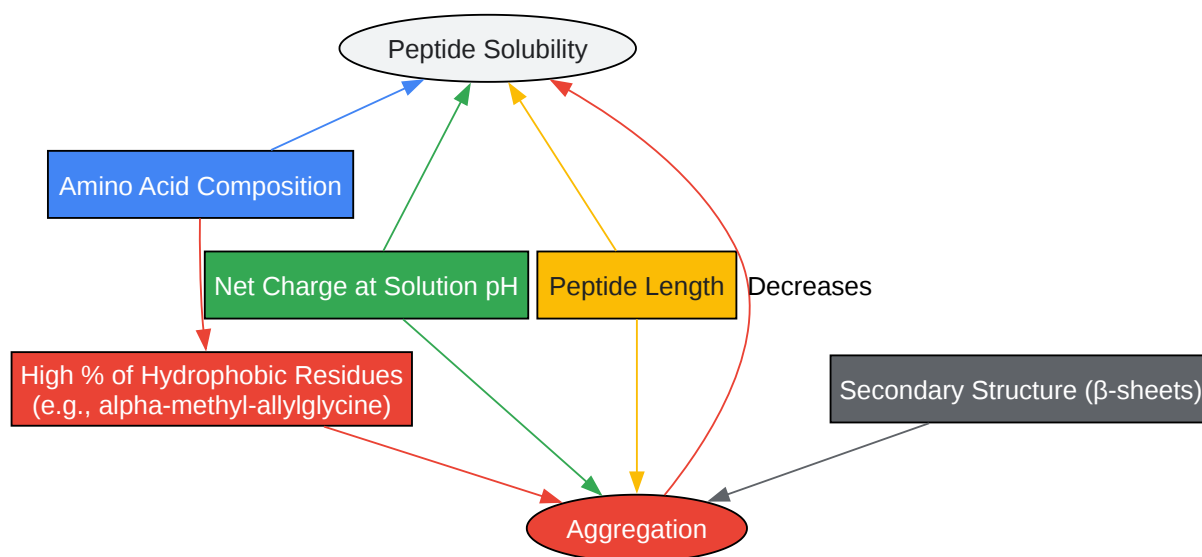 Peptide Solubility
Amino Acid Composition
Net Charge at Solution pH
Peptide Length
Decreases
High % of Hydrophobic Residues
(e.g., alpha-methyl-allylglycine)
Secondary Structure (β-sheets)
Aggregation